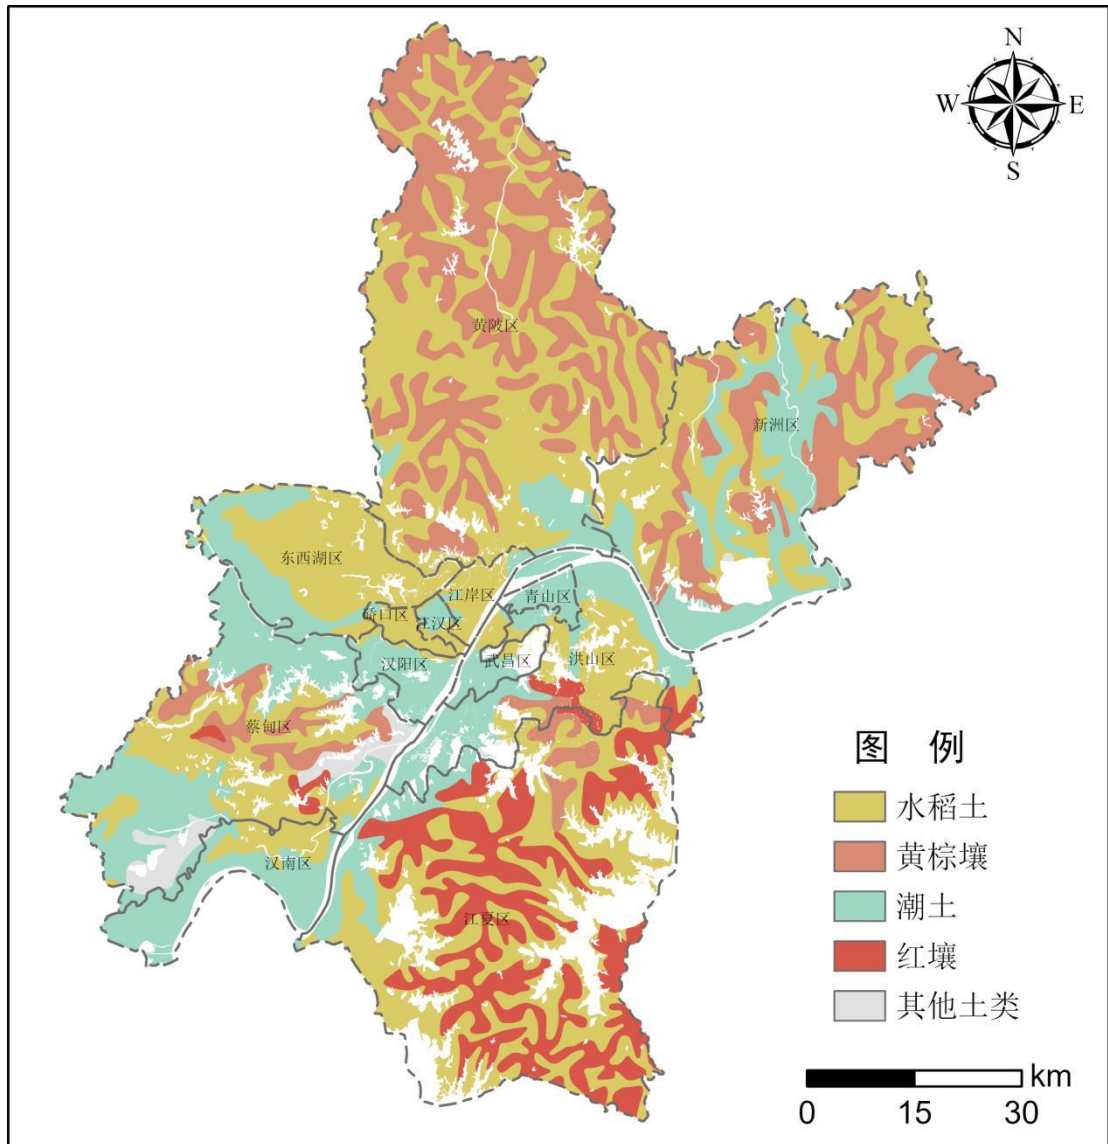 N
W
E
S
黄陂区
新洲区
东西湖区
江岸区
青山区
硚口区
江汉区
汉阳区
武昌区
洪山区
蔡甸区
汉南区
江夏区
图 例
水稻土
黄棕壤
潮土
红壤
其他土类
km
0 15 30